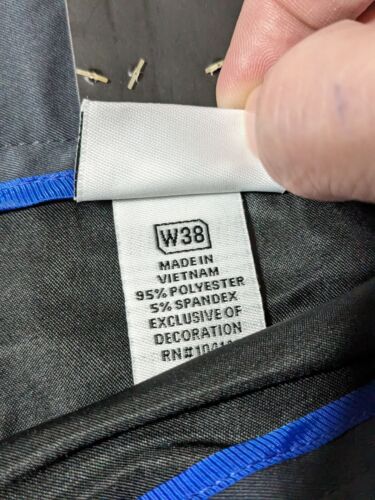 W38
MADE IN
VIETNAM
95% POLYESTER
5% SPANDEX
EXCLUSIVE OF
DECORATION